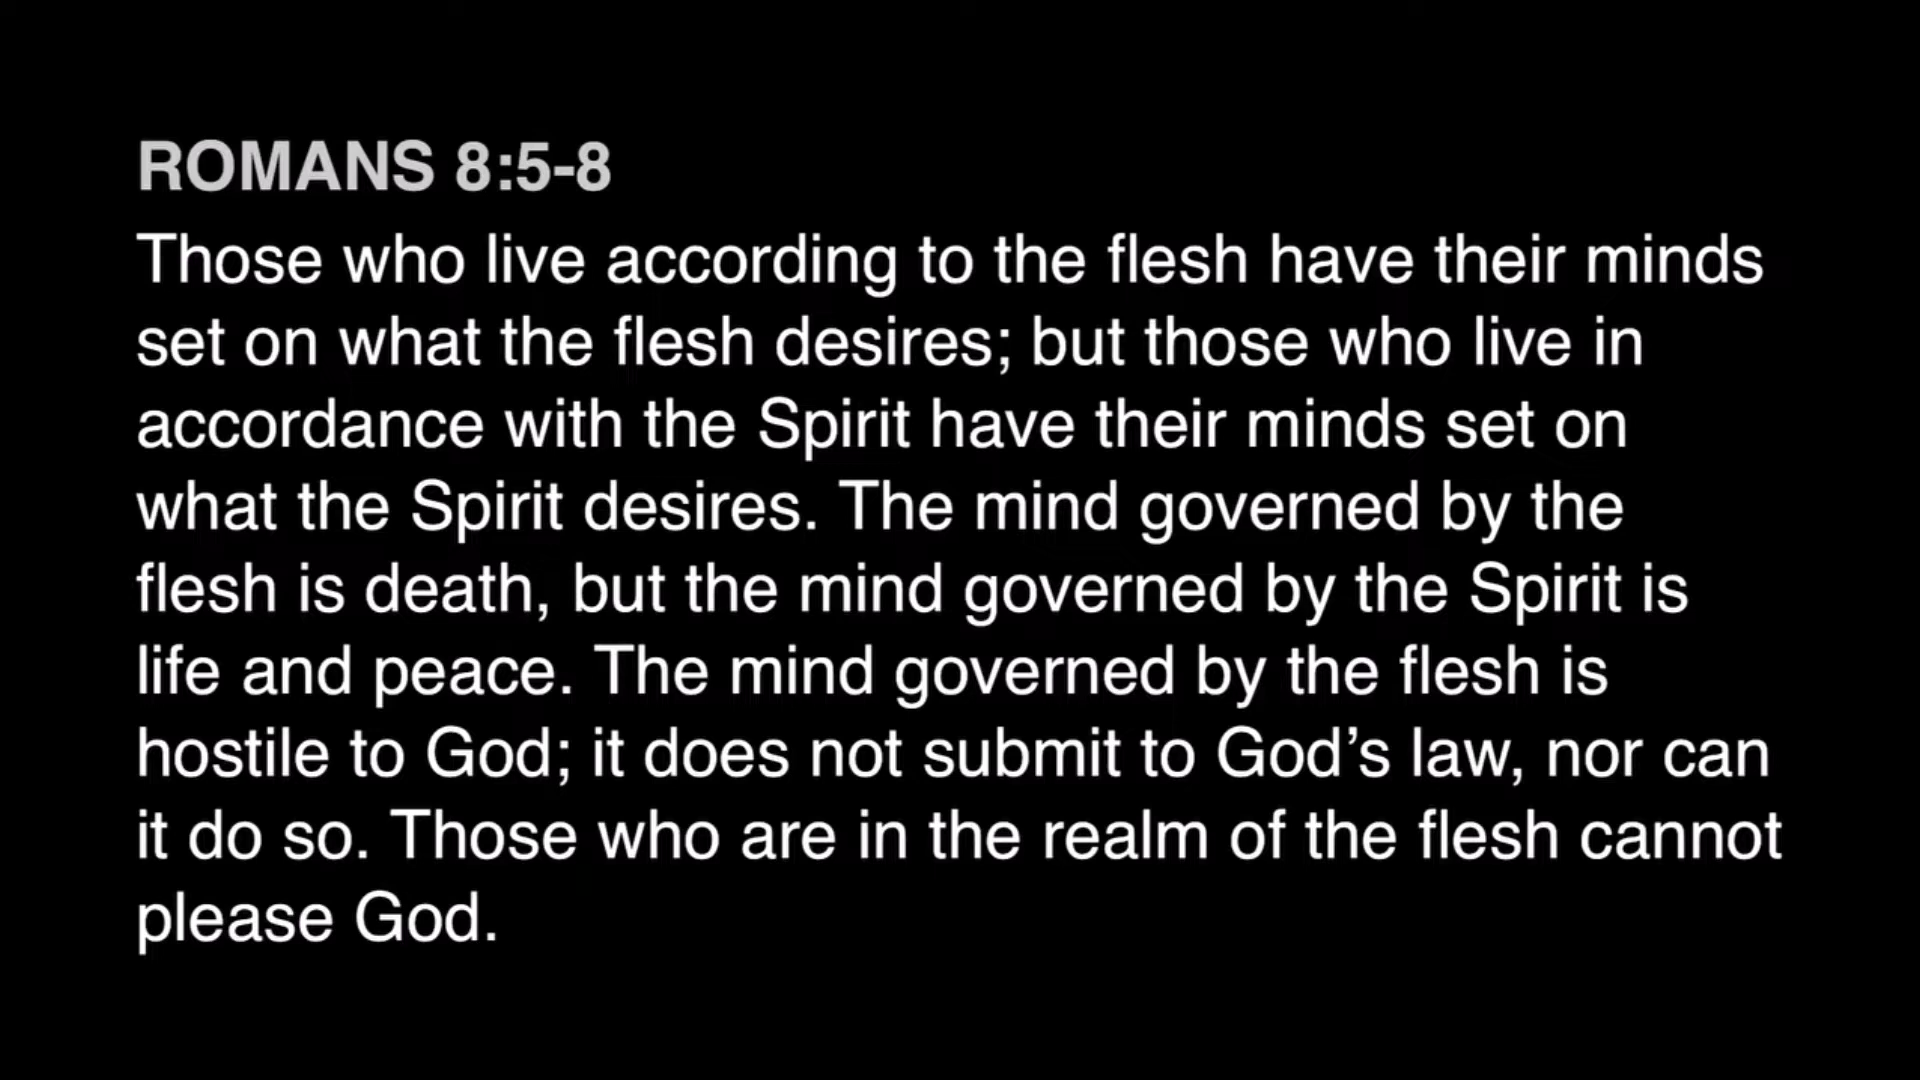 ROMANS 8:5-8
Those who live according to the flesh have their minds
set on what the flesh desires; but those who live in
accordance with the Spirit have their minds set on
what the Spirit desires. The mind governed by the
flesh is death, but the mind governed by the Spirit is
life and peace. The mind governed by the flesh is
hostile to God; it does not submit to God’s law, nor can
it do so. Those who are in the realm of the flesh cannot
please God.